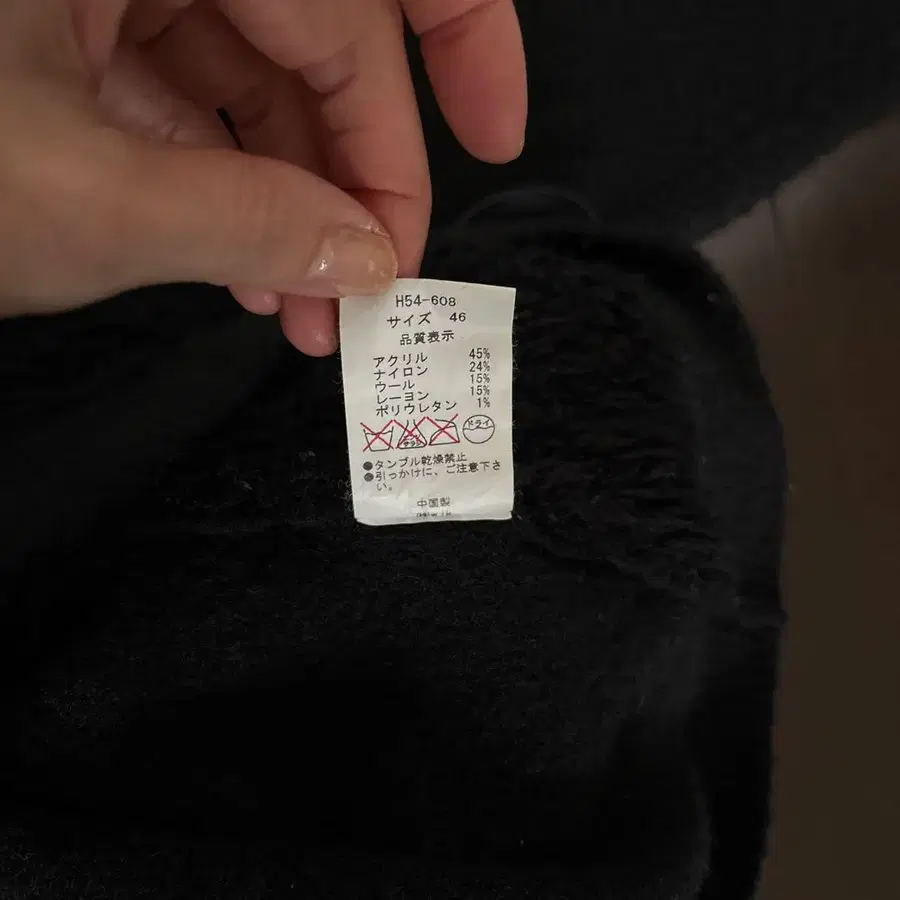 H54-608
サイズ 46
品質表示
アクリル 45%
ナイロン 24%
ウール 15%
レーヨン 15%
ポリウレタン 1%
ドライ
●タンブル乾燥禁止
●引っかけに、ご注意下さ
い。
中国製